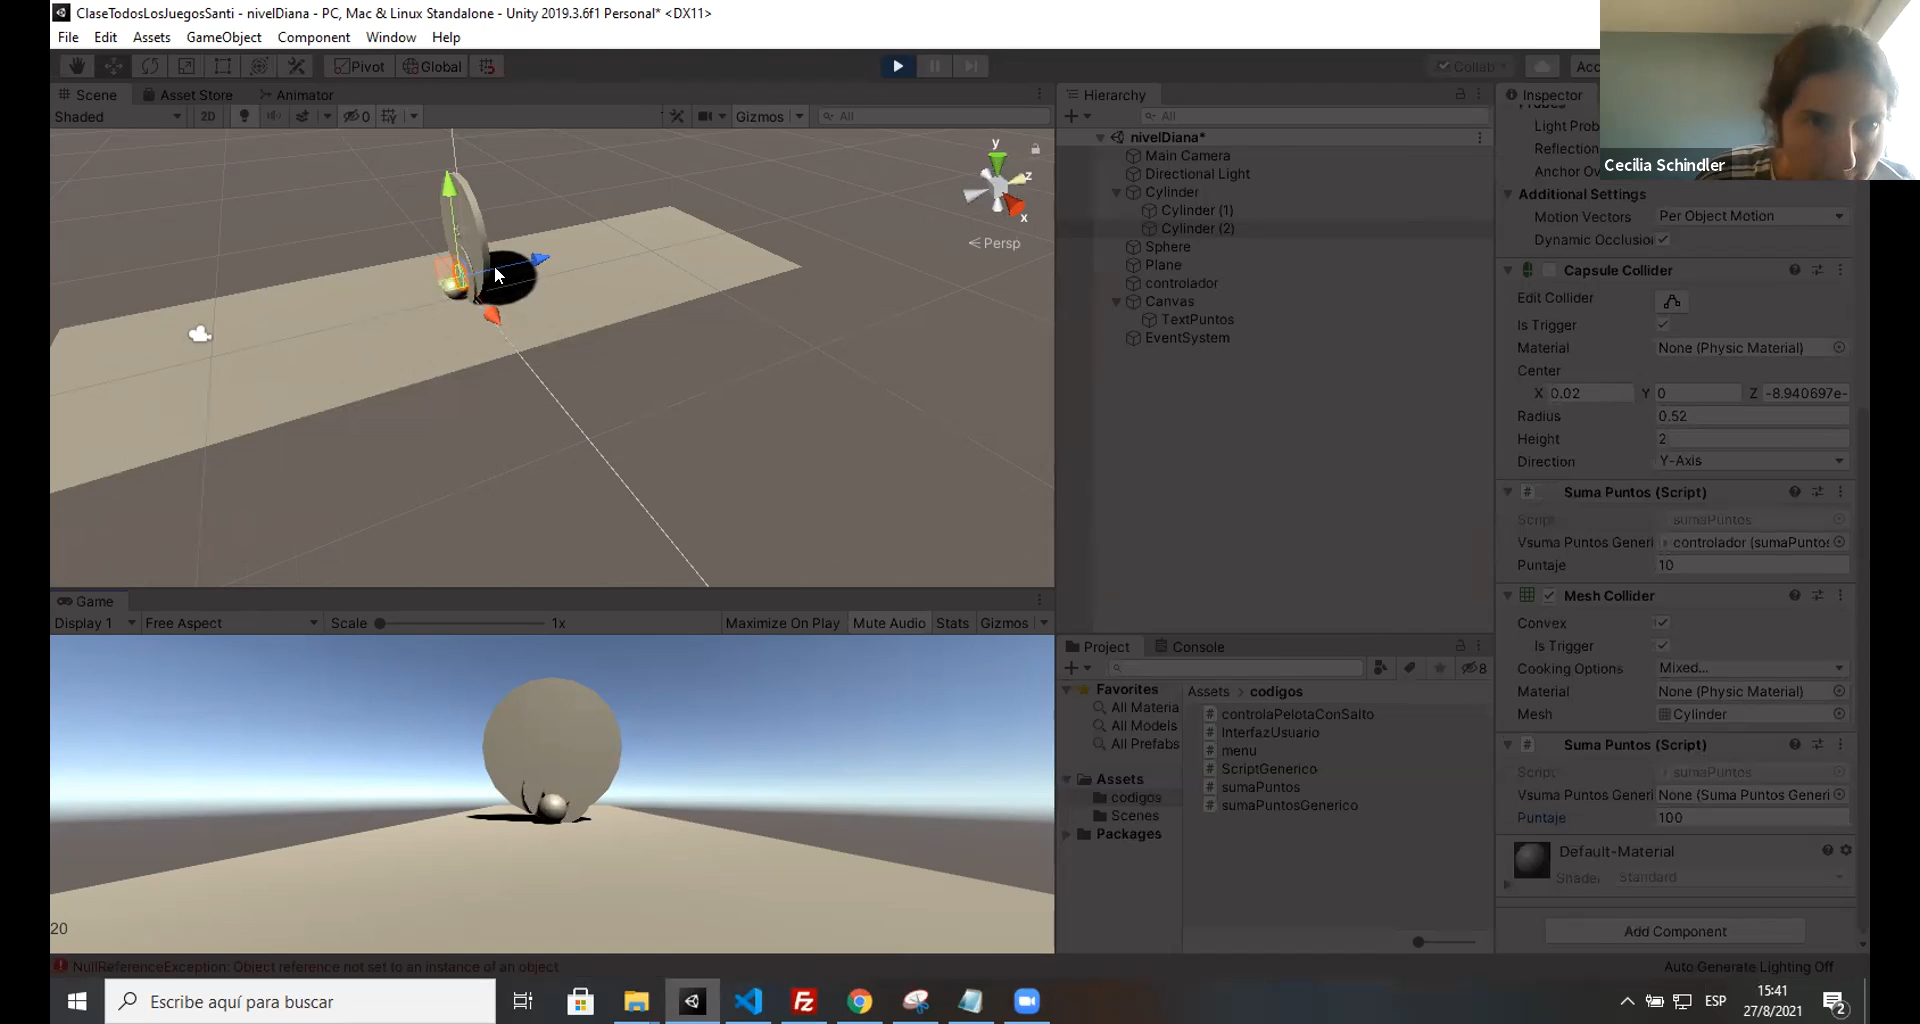 ClaseTodosLosJuegosSanti - nivelDiana - PC, Mac & Linux Standalone - Unity 2019.3.6f1 Personal* <DX11>
File Edit Assets GameObject Component Window Help
Pivot Global Collab
Scene Asset Store Animator
Shaded 2D 0 Gizmos All
y
z
x
Persp
Game
Display 1 Free Aspect Scale 1x Maximize On Play Mute Audio Stats Gizmos
20
Hierarchy
All
nivelDiana*
Main Camera
Directional Light
Cylinder
Cylinder (1)
Cylinder (2)
Sphere
Plane
controlador
Canvas
TextPuntos
EventSystem
Project Console
8
Favorites
All Materia
All Models
All Prefabs
Assets
codigos
Scenes
Packages
Assets > codigos
controlaPelotaConSalto
InterfazUsuario
menu
ScriptGenerico
sumaPuntos
sumaPuntosGenerico
Inspector
Light Prob
Reflection
Anchor Ov
Cecilia Schindler
Additional Settings
Motion Vectors Per Object Motion
Dynamic Occlusion
Capsule Collider
Edit Collider
Is Trigger
Material None (Physic Material)
Center
X 0.02 Y 0 Z -8.940697e-
Radius 0.52
Height 2
Direction Y-Axis
Suma Puntos (Script)
Script sumaPuntos
Vsuma Puntos Generi controlador (sumaPuntos
Puntaje 10
Mesh Collider
Convex
Is Trigger
Cooking Options Mixed...
Material None (Physic Material)
Mesh Cylinder
Suma Puntos (Script)
Script sumaPuntos
Vsuma Puntos Generi None (Suma Puntos Generi
Puntaje 100
Default-Material
Shader Standard
Add Component
NullReferenceException: Object reference not set to an instance of an object
Auto Generate Lighting Off
Escribe aquí para buscar
ESP
15:41
27/8/2021
2